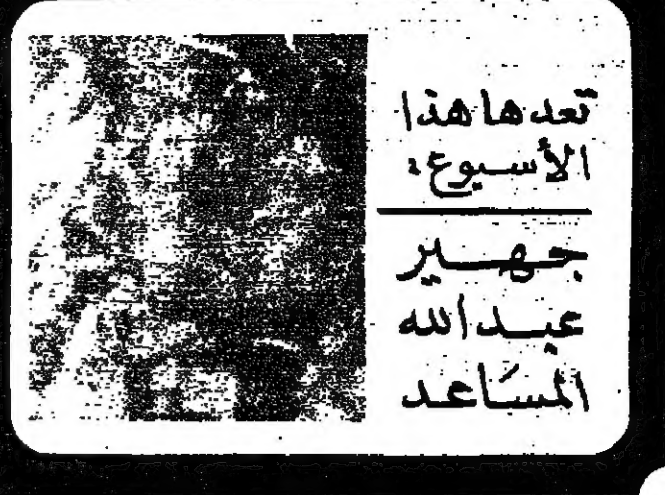 تعدها هذا
الأسبوع:
جهير
عبدالله
المساعد